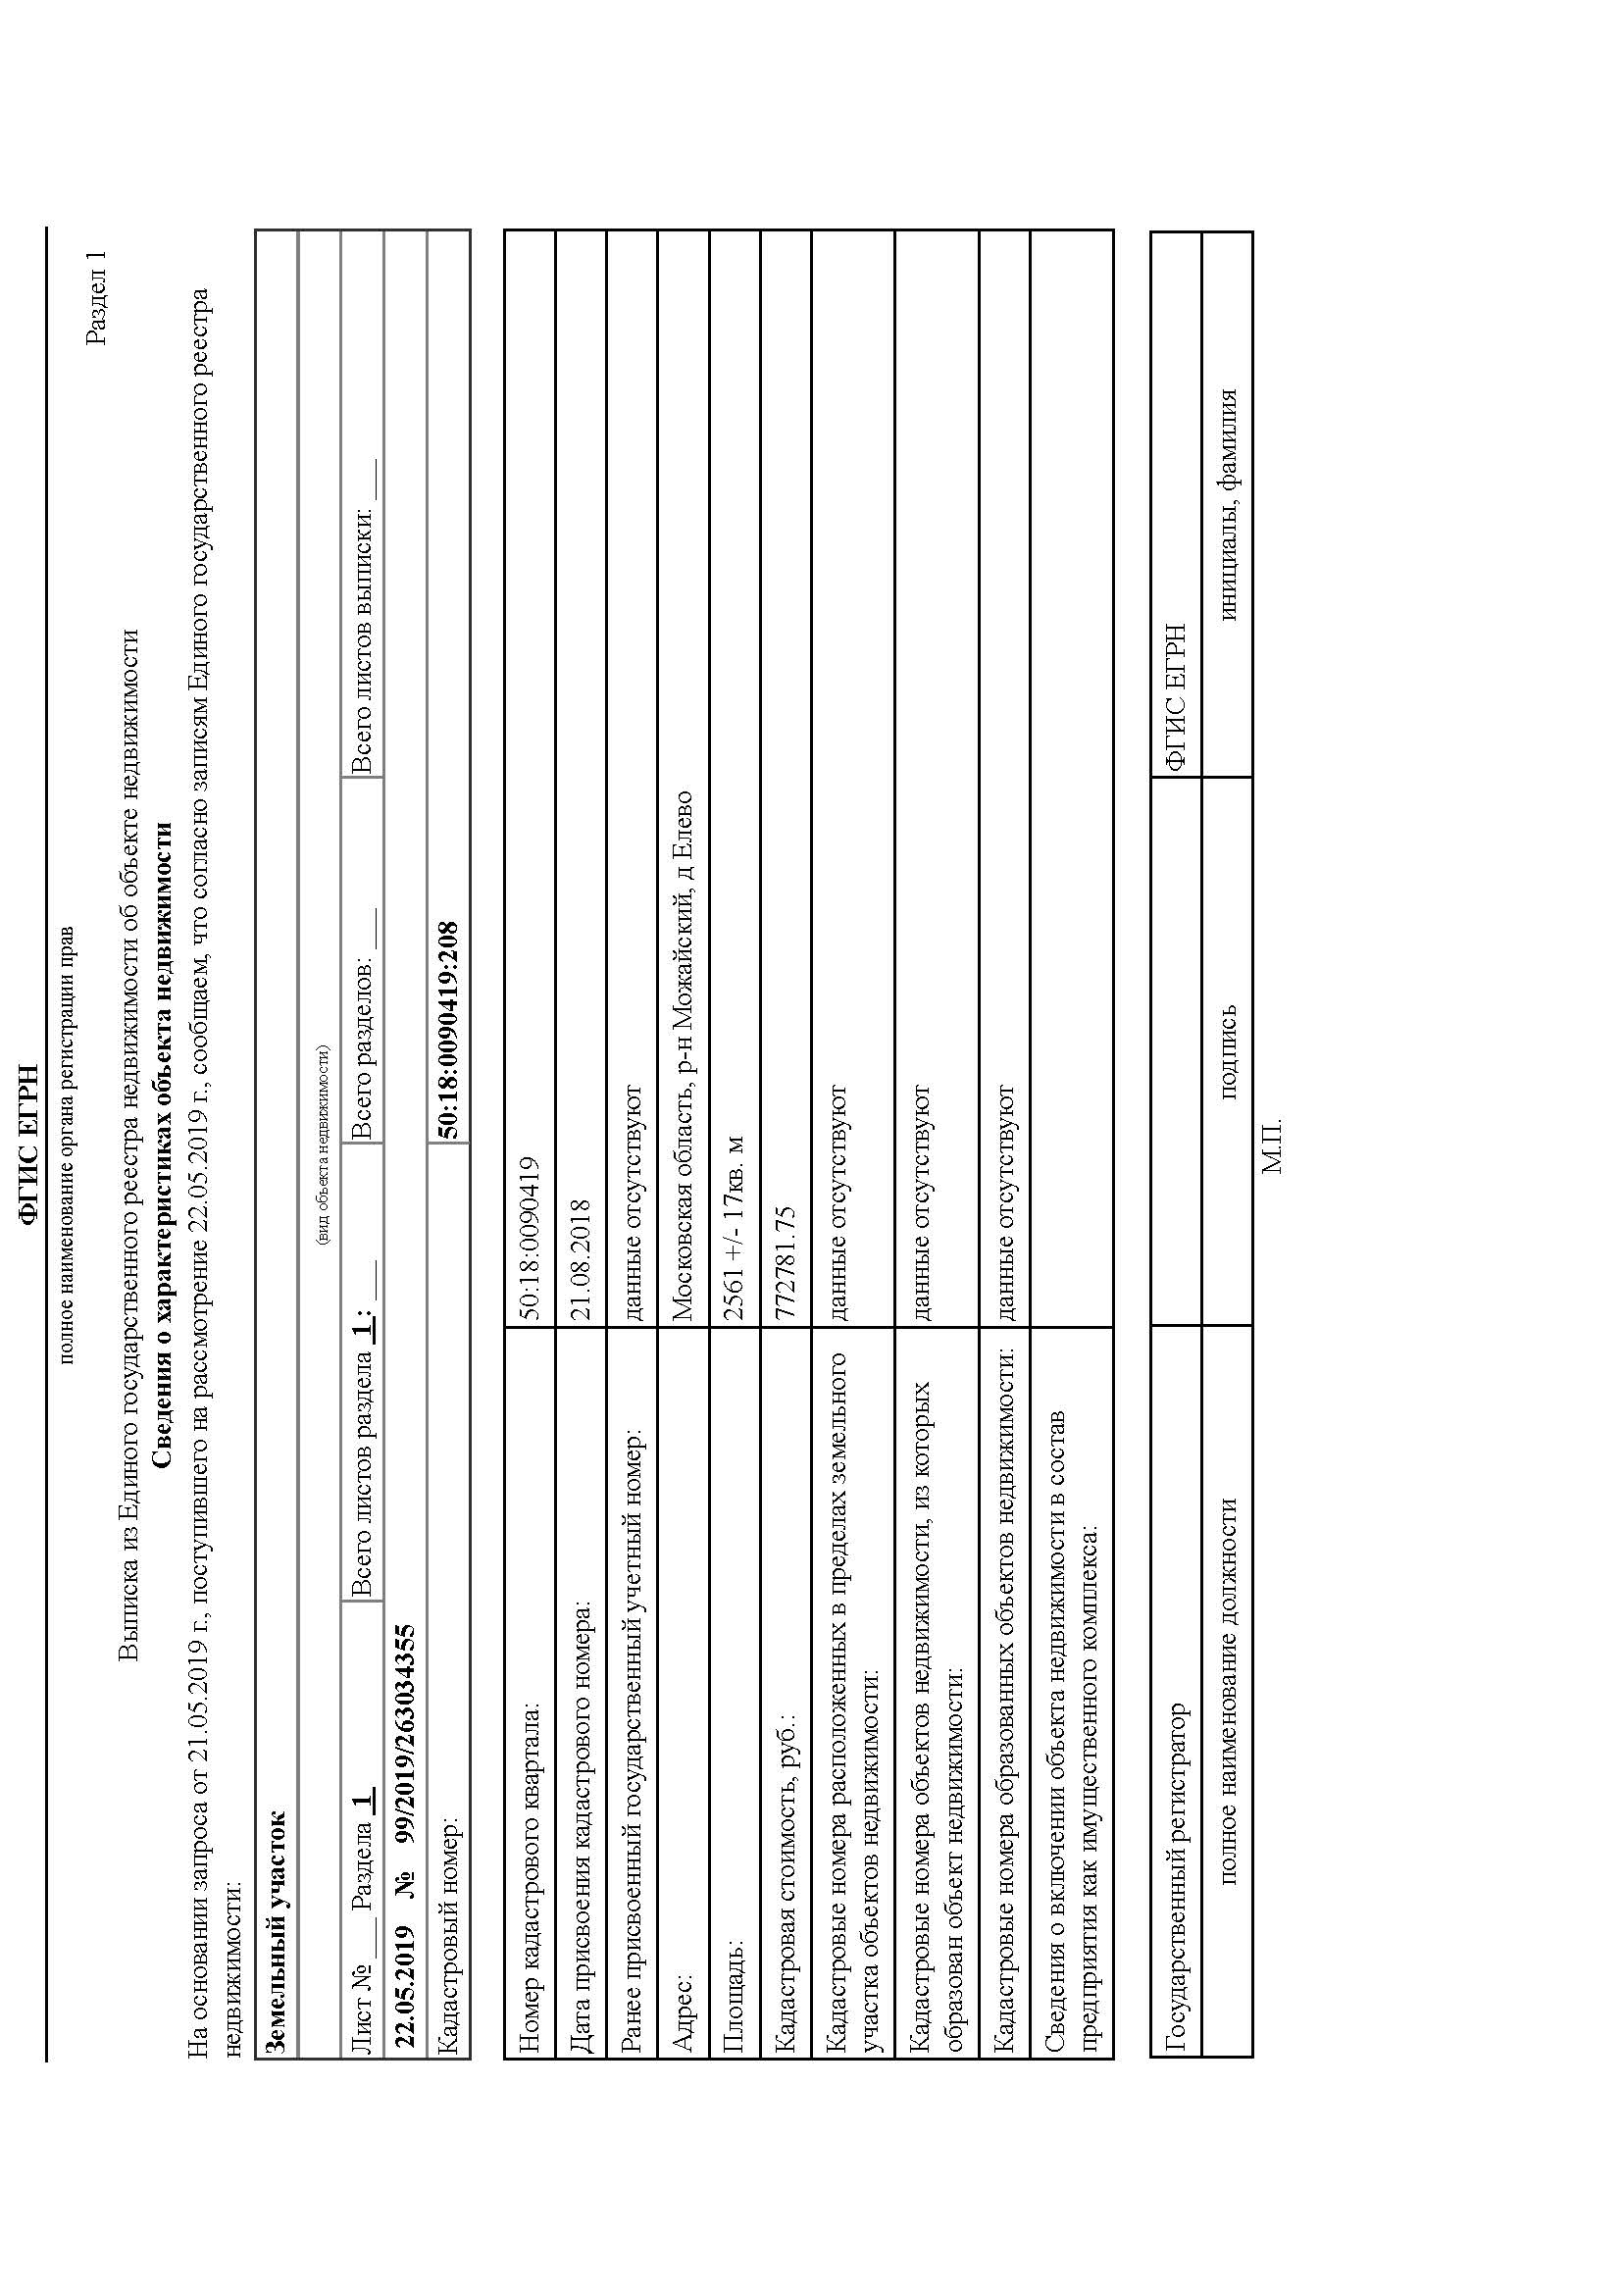 ФГИС ЕГРН
полное наименование органа регистрации прав
Раздел 1
Выписка из Единого государственного реестра недвижимости об объекте недвижимости
Сведения о характеристиках объекта недвижимости
На основании запроса от 21.05.2019 г., поступившего на рассмотрение 22.05.2019 г., сообщаем, что согласно записям Единого государственного реестра
недвижимости:
Земельный участок
(вид объекта недвижимости)
Лист №___ Раздела 1 Всего листов раздела 1: ___ Всего разделов: ___ Всего листов выписки: ___
22.05.2019 № 99/2019/263034355
Кадастровый номер: 50:18:0090419:208
Номер кадастрового квартала: 50:18:0090419
Дата присвоения кадастрового номера: 21.08.2018
Ранее присвоенный государственный учетный номер: данные отсутствуют
Адрес: Московская область, р-н Можайский, д Елево
Площадь: 2561 +/- 17кв. м
Кадастровая стоимость, руб.: 772781.75
Кадастровые номера расположенных в пределах земельного данные отсутствуют
участка объектов недвижимости:
Кадастровые номера объектов недвижимости, из которых данные отсутствуют
образован объект недвижимости:
Кадастровые номера образованных объектов недвижимости: данные отсутствуют
Сведения о включении объекта недвижимости в состав
предприятия как имущественного комплекса:
Государственный регистратор ФГИС ЕГРН
полное наименование должности подпись инициалы, фамилия
М.П.